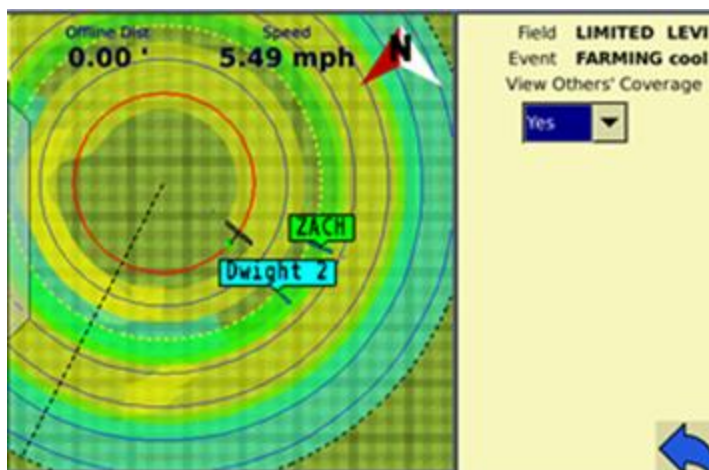 Offline Dist Speed
0.00 ' 5.49 mph
N
Field LIMITED LEVI
Event FARMING cool
View Others' Coverage
Yes
ZACH
Dwight 2